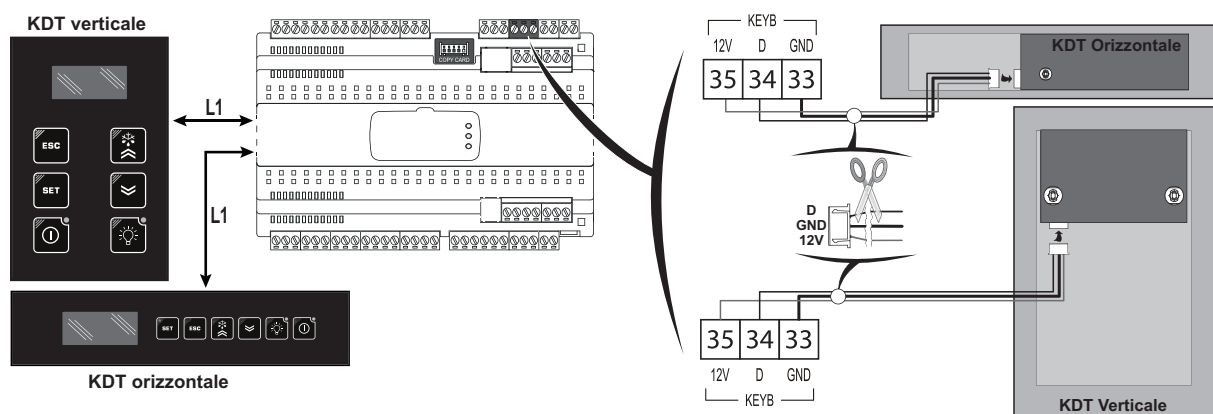 KDT verticale
ESC
SET
L1
L1
COPY CARD
SET ESC
KDT orizzontale
KEYB
12V D GND
35 34 33
KDT Orizzontale
D
GND
12V
35 34 33
12V D GND
KEYB
KDT Verticale